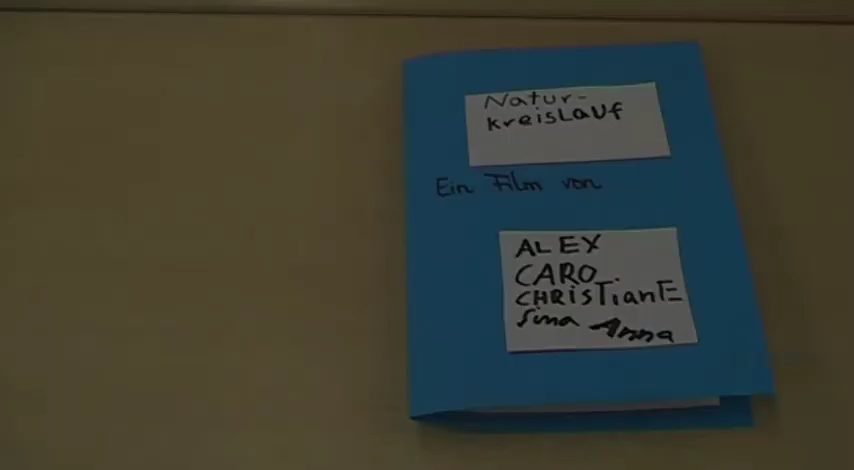 Natur-
kreisLaUf
Ein Film von
ALEX
CARO
CHRisTianE
Sina Anna